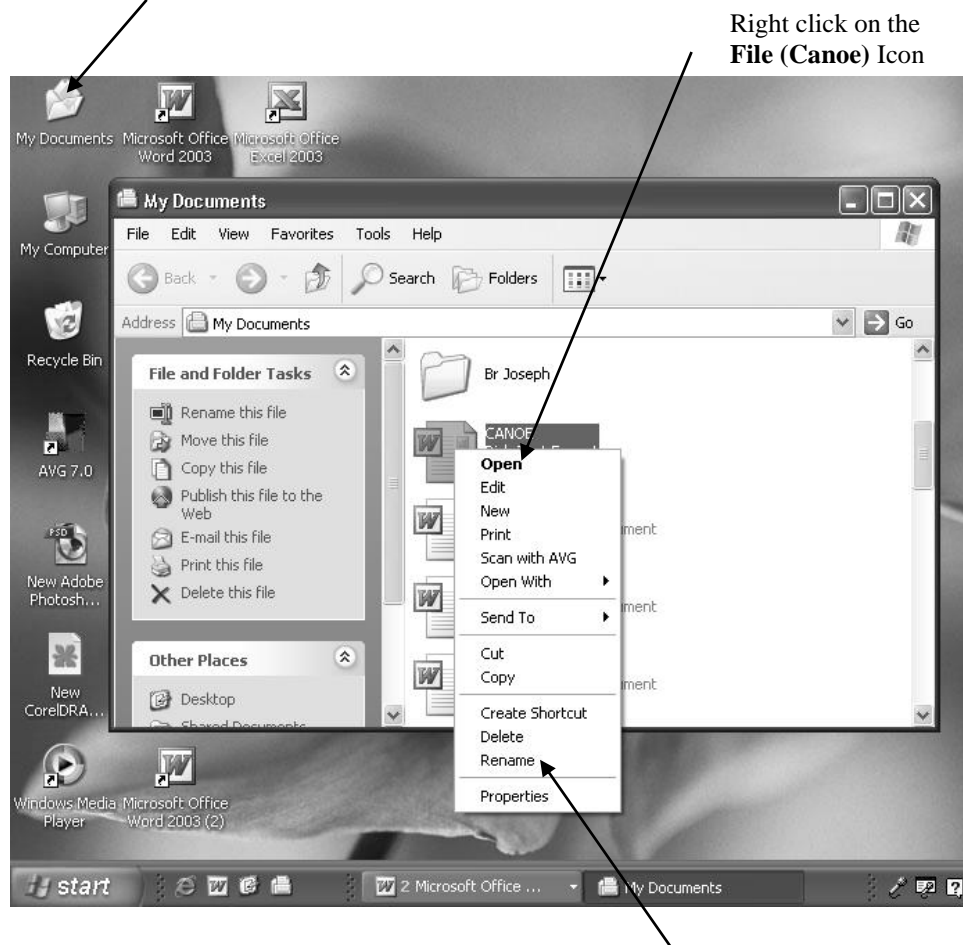 Right click on the
File (Canoe) Icon
My Documents
Microsoft Office
Word 2003
Microsoft Office
Excel 2003
My Computer
Recycle Bin
AVG 7.0
PSD
New Adobe
Photosh...
New
CorelDRA...
Windows Media
Player
Microsoft Office
Word 2003 (2)
My Documents
File Edit View Favorites Tools Help
Back Search Folders
Address My Documents Go
File and Folder Tasks
Rename this file
Move this file
Copy this file
Publish this file to the
Web
E-mail this file
Print this file
Delete this file
Other Places
Desktop
Shared Documents
Br Joseph
CANOE
Open
Edit
New
Print
Scan with AVG
Open With
Send To
Cut
Copy
Create Shortcut
Delete
Rename
Properties
ment
ment
ment
start
2 Microsoft Office ...
My Documents